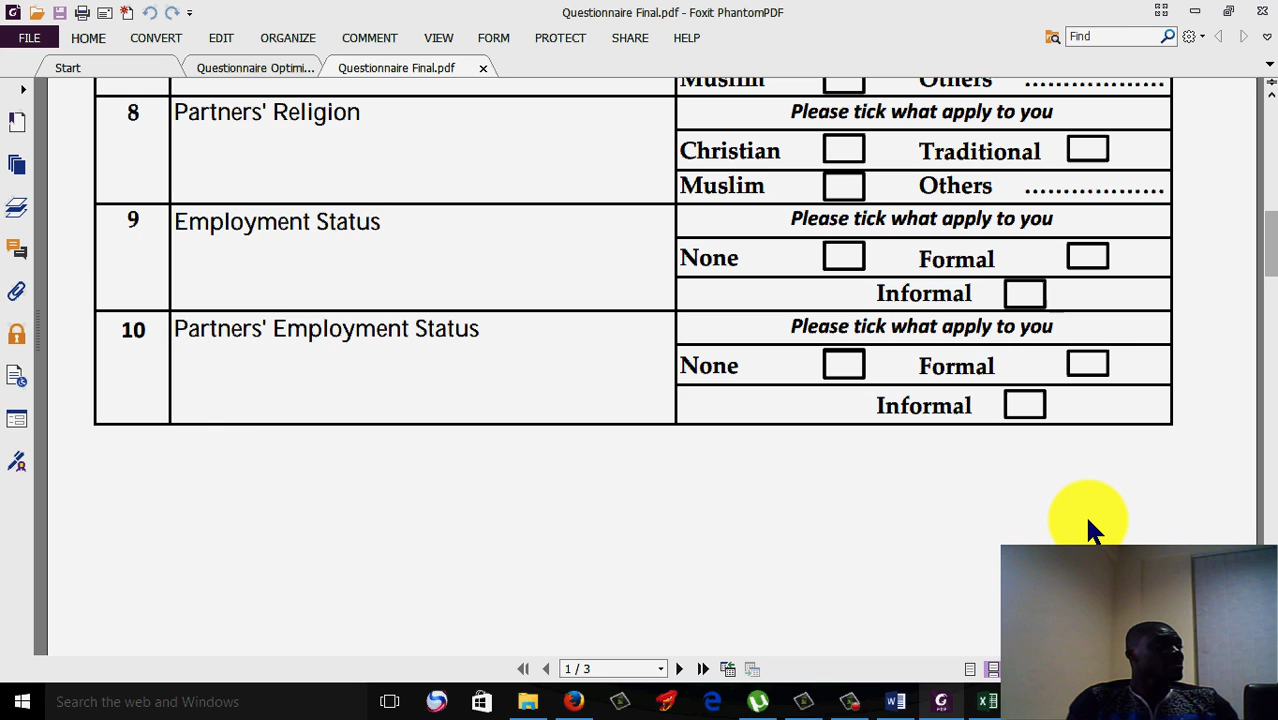 Questionnaire Final.pdf - Foxit PhantomPDF
FILE HOME CONVERT EDIT ORGANIZE COMMENT VIEW FORM PROTECT SHARE HELP
Find
Start Questionnaire Optimi... Questionnaire Final.pdf
Muslim Others ......................
8 Partners' Religion Please tick what apply to you
Christian Traditional
Muslim Others ......................
9 Employment Status Please tick what apply to you
None Formal
Informal
10 Partners' Employment Status Please tick what apply to you
None Formal
Informal
1 / 3
Search the web and Windows